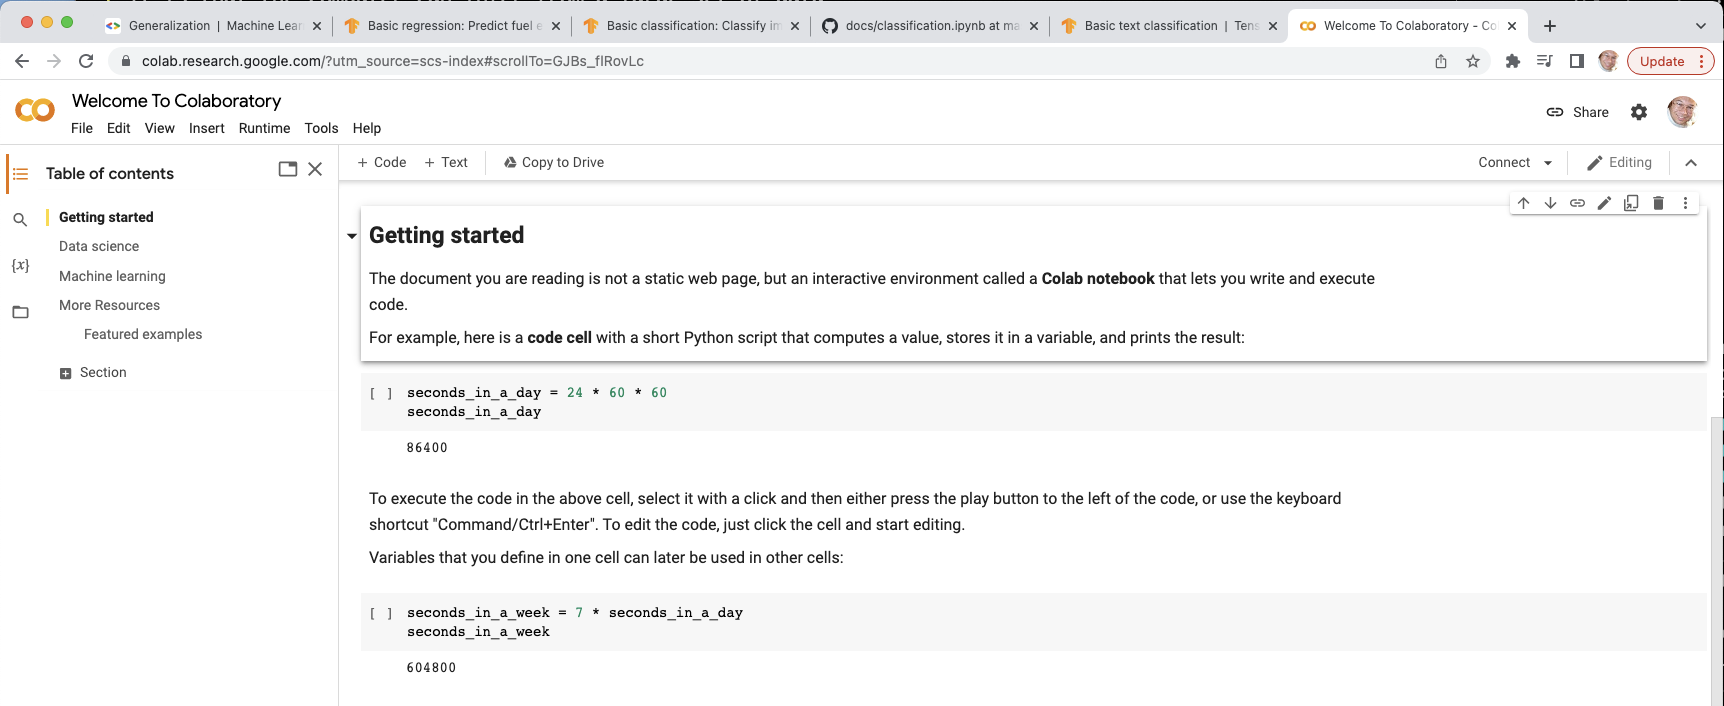 Generalization | Machine Lear
Basic regression: Predict fuel e
Basic classification: Classify im
docs/classification.ipynb at ma
Basic text classification | Tens
Welcome To Colaboratory - Co
colab.research.google.com/?utm_source=scs-index#scrollTo=GJBs_flRovLc
Update
Welcome To Colaboratory
File Edit View Insert Runtime Tools Help
Share
Table of contents
Getting started
Data science
Machine learning
More Resources
Featured examples
Section
+ Code + Text Copy to Drive
Connect Editing
Getting started
The document you are reading is not a static web page, but an interactive environment called a Colab notebook that lets you write and execute
code.
For example, here is a code cell with a short Python script that computes a value, stores it in a variable, and prints the result:
[ ] seconds_in_a_day = 24 * 60 * 60
seconds_in_a_day
86400
To execute the code in the above cell, select it with a click and then either press the play button to the left of the code, or use the keyboard
shortcut "Command/Ctrl+Enter". To edit the code, just click the cell and start editing.
Variables that you define in one cell can later be used in other cells:
[ ] seconds_in_a_week = 7 * seconds_in_a_day
seconds_in_a_week
604800